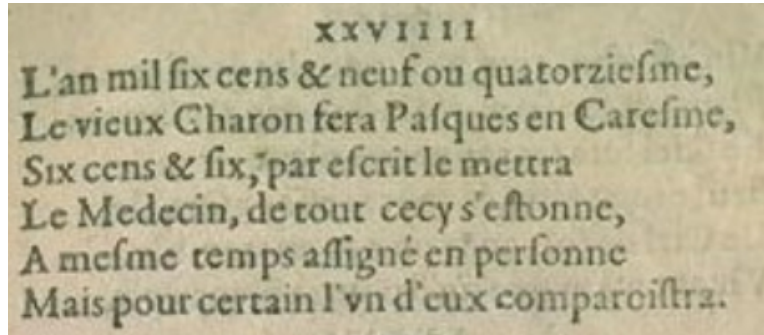 XXVIIII
L'an mil ſix cens & neuf ou quatorzieſme,
Le vieux Charon fera Paſques en Careſme,
Six cens & ſix, par eſcrit le mettra
Le Medecin, de tout cecy s'eſtonne,
A meſme temps aſſigné en perſonne
Mais pour certain l'vn d'eux comparoiſtra.